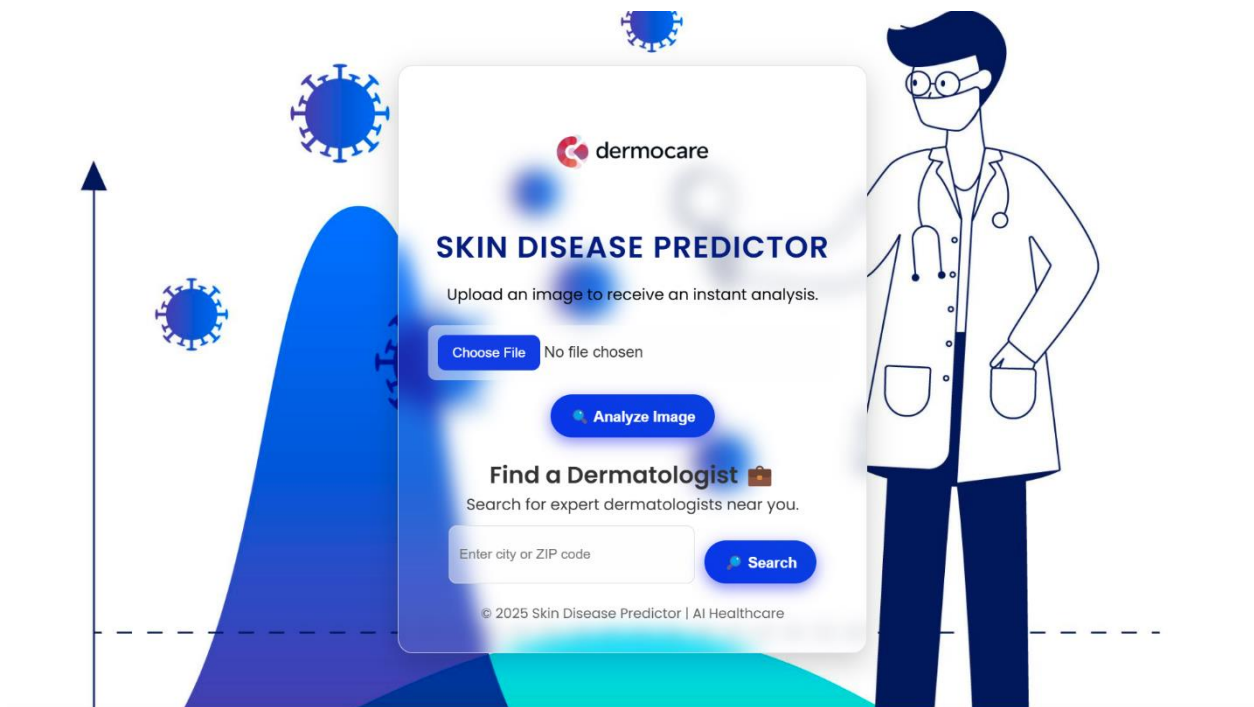 dermocare
SKIN DISEASE PREDICTOR
Upload an image to receive an instant analysis.
Choose File No file chosen
🔍 Analyze Image
Find a Dermatologist 💼
Search for expert dermatologists near you.
Enter city or ZIP code
🔎 Search
© 2025 Skin Disease Predictor | AI Healthcare